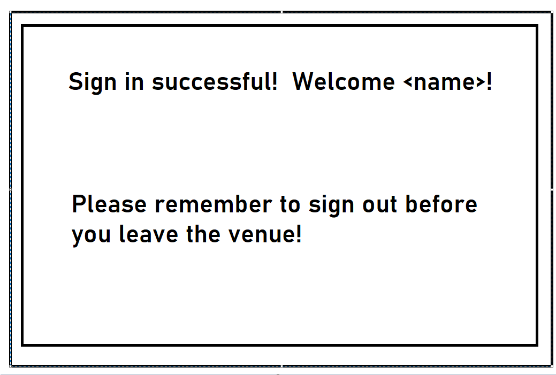 Sign in successful!  Welcome <name>!
Please remember to sign out before
you leave the venue!